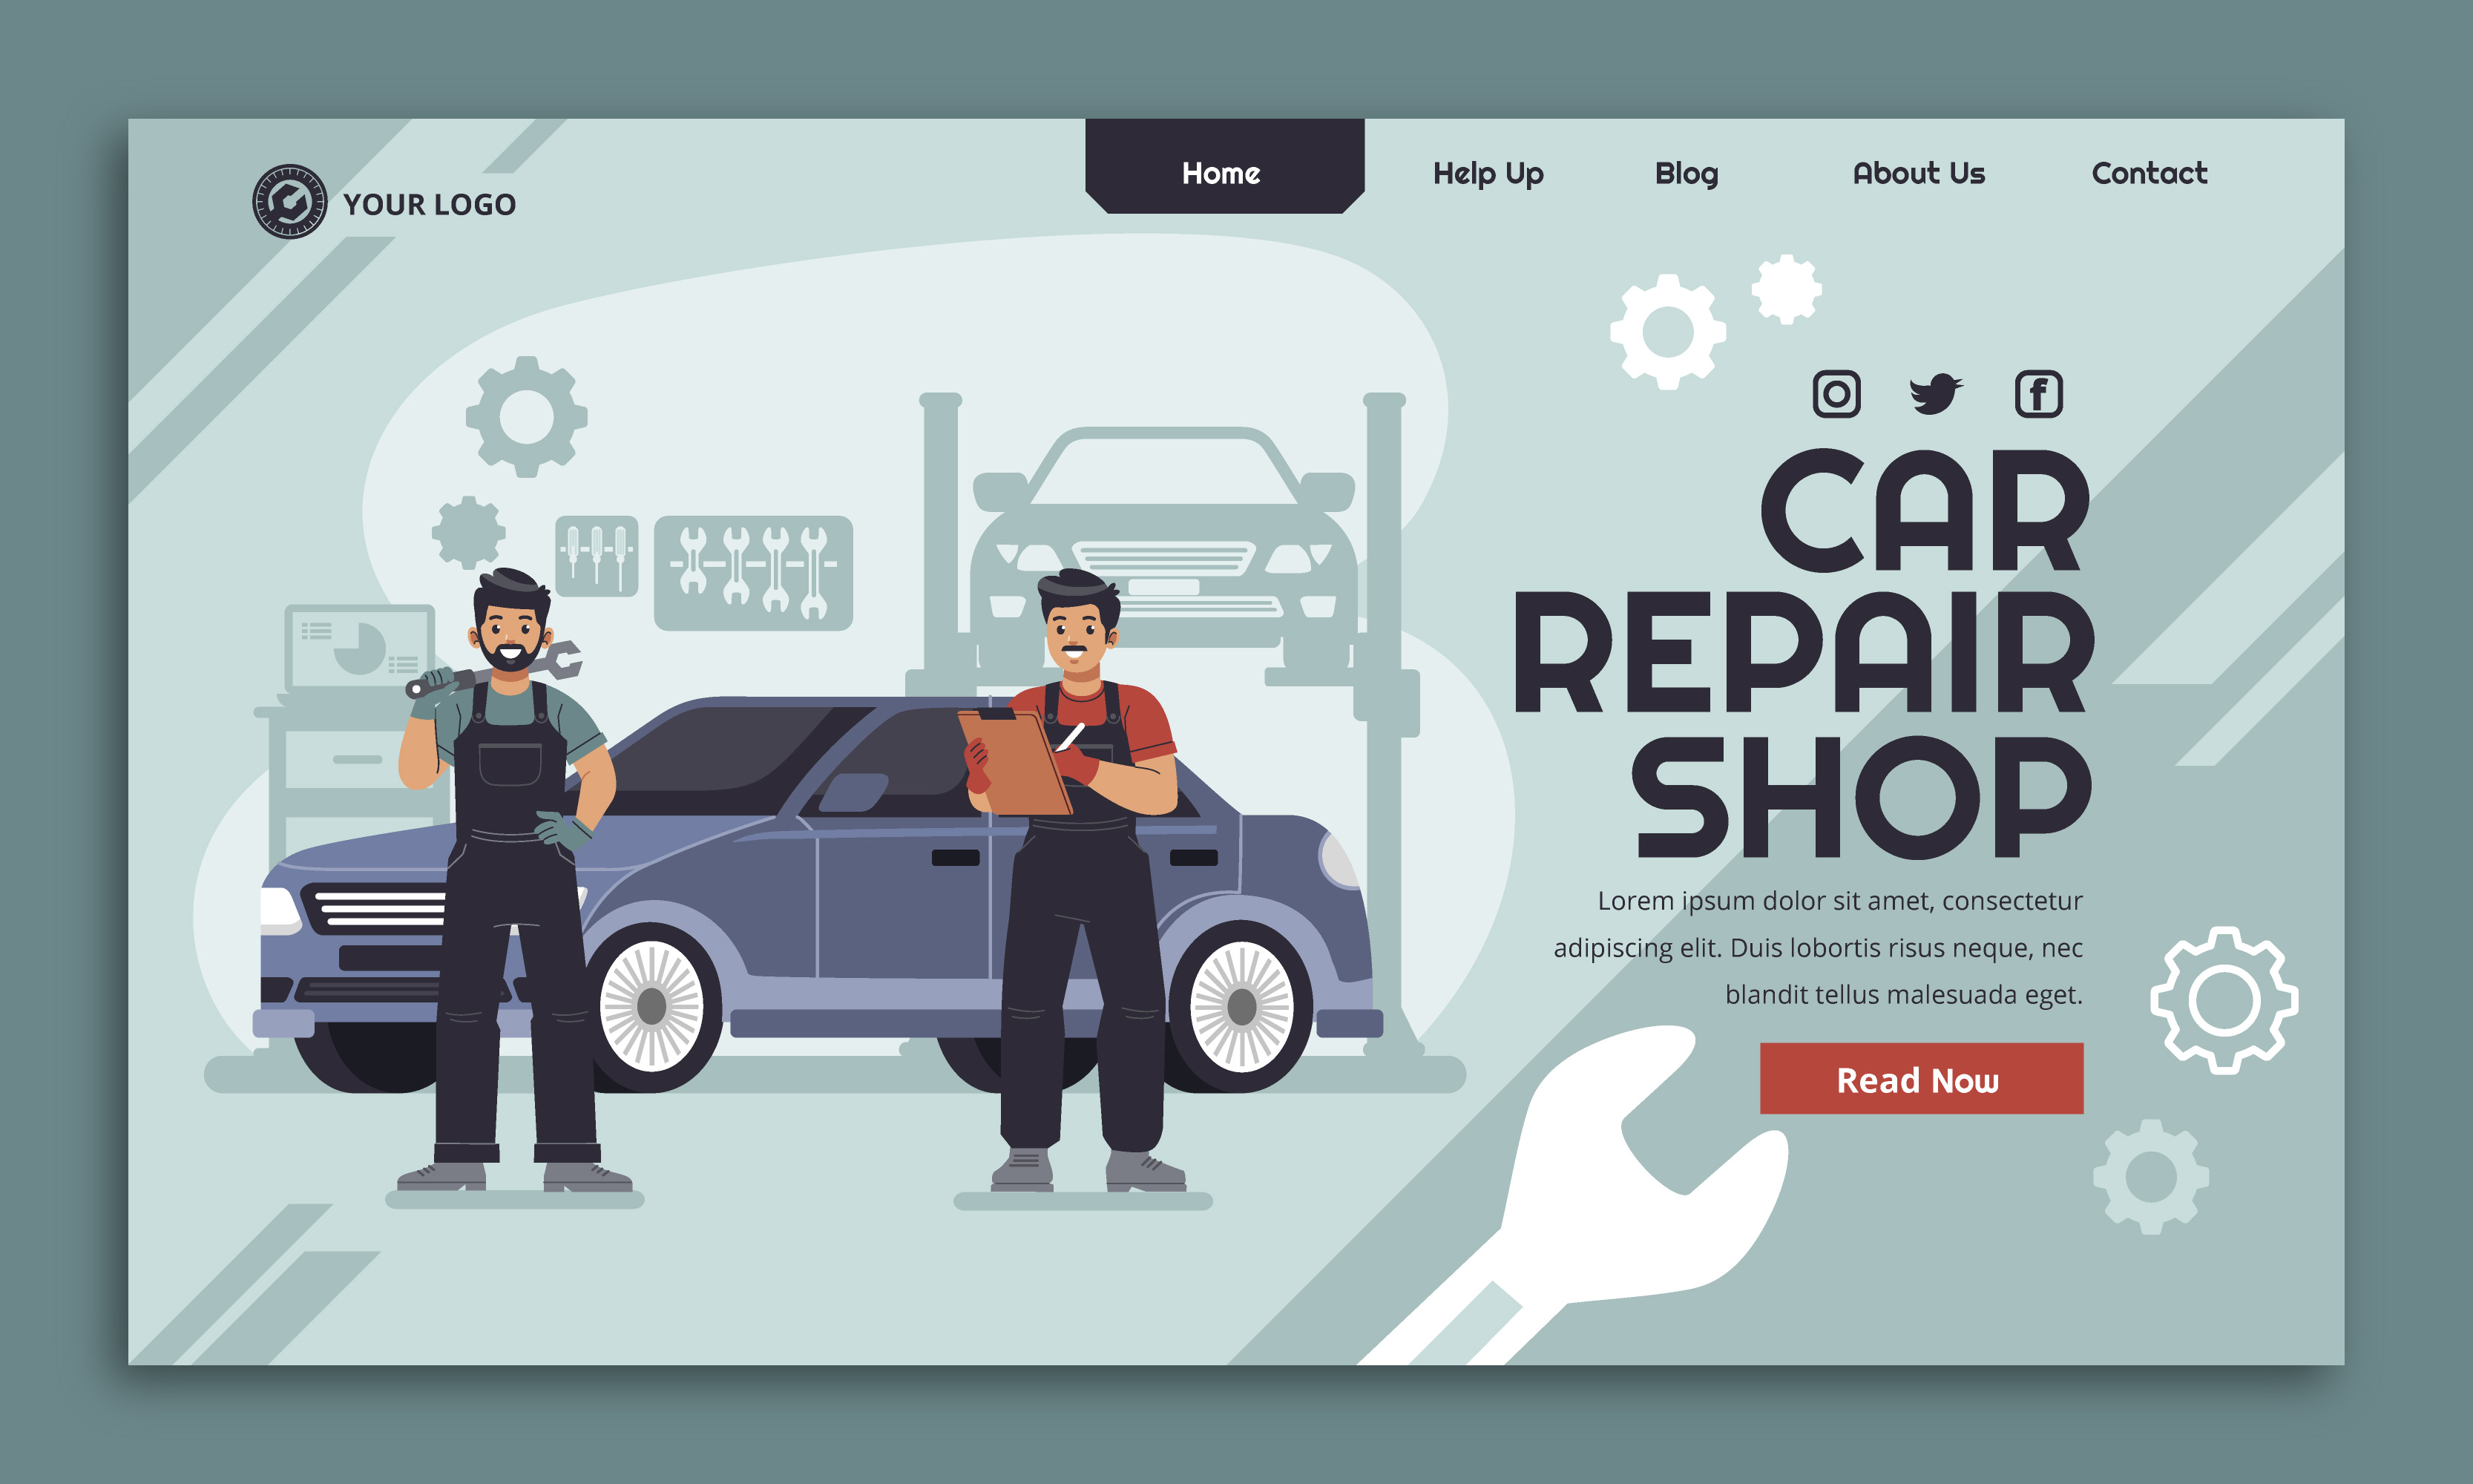 YOUR LOGO
Home
Help Up
Blog
About Us
Contact
CAR
REPAIR
SHOP
Lorem ipsum dolor sit amet, consectetur
adipiscing elit. Duis lobortis risus neque, nec
blandit tellus malesuada eget.
Read Now